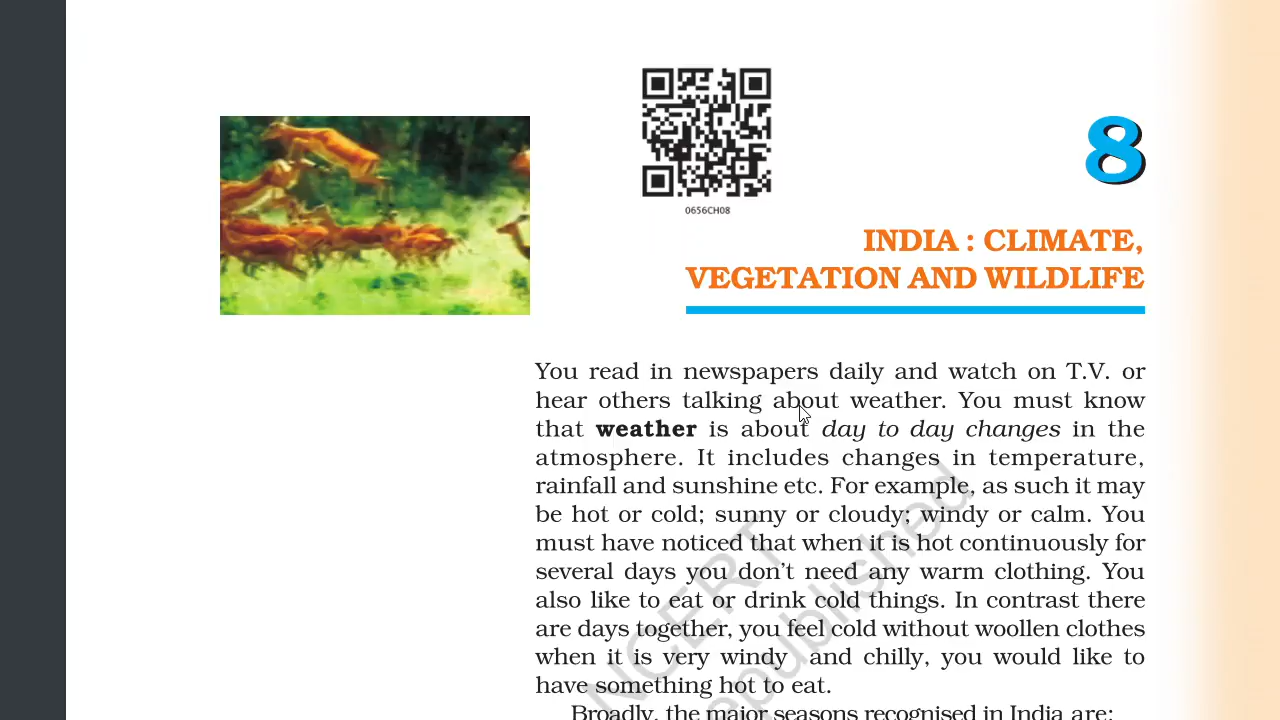 0656CH08
8
INDIA : CLIMATE,
VEGETATION AND WILDLIFE
You read in newspapers daily and watch on T.V. or
hear others talking about weather. You must know
that weather is about day to day changes in the
atmosphere. It includes changes in temperature,
rainfall and sunshine etc. For example, as such it may
be hot or cold; sunny or cloudy; windy or calm. You
must have noticed that when it is hot continuously for
several days you don’t need any warm clothing. You
also like to eat or drink cold things. In contrast there
are days together, you feel cold without woollen clothes
when it is very windy and chilly, you would like to
have something hot to eat.
Broadly, the major seasons recognised in India are:
NCERT
republished